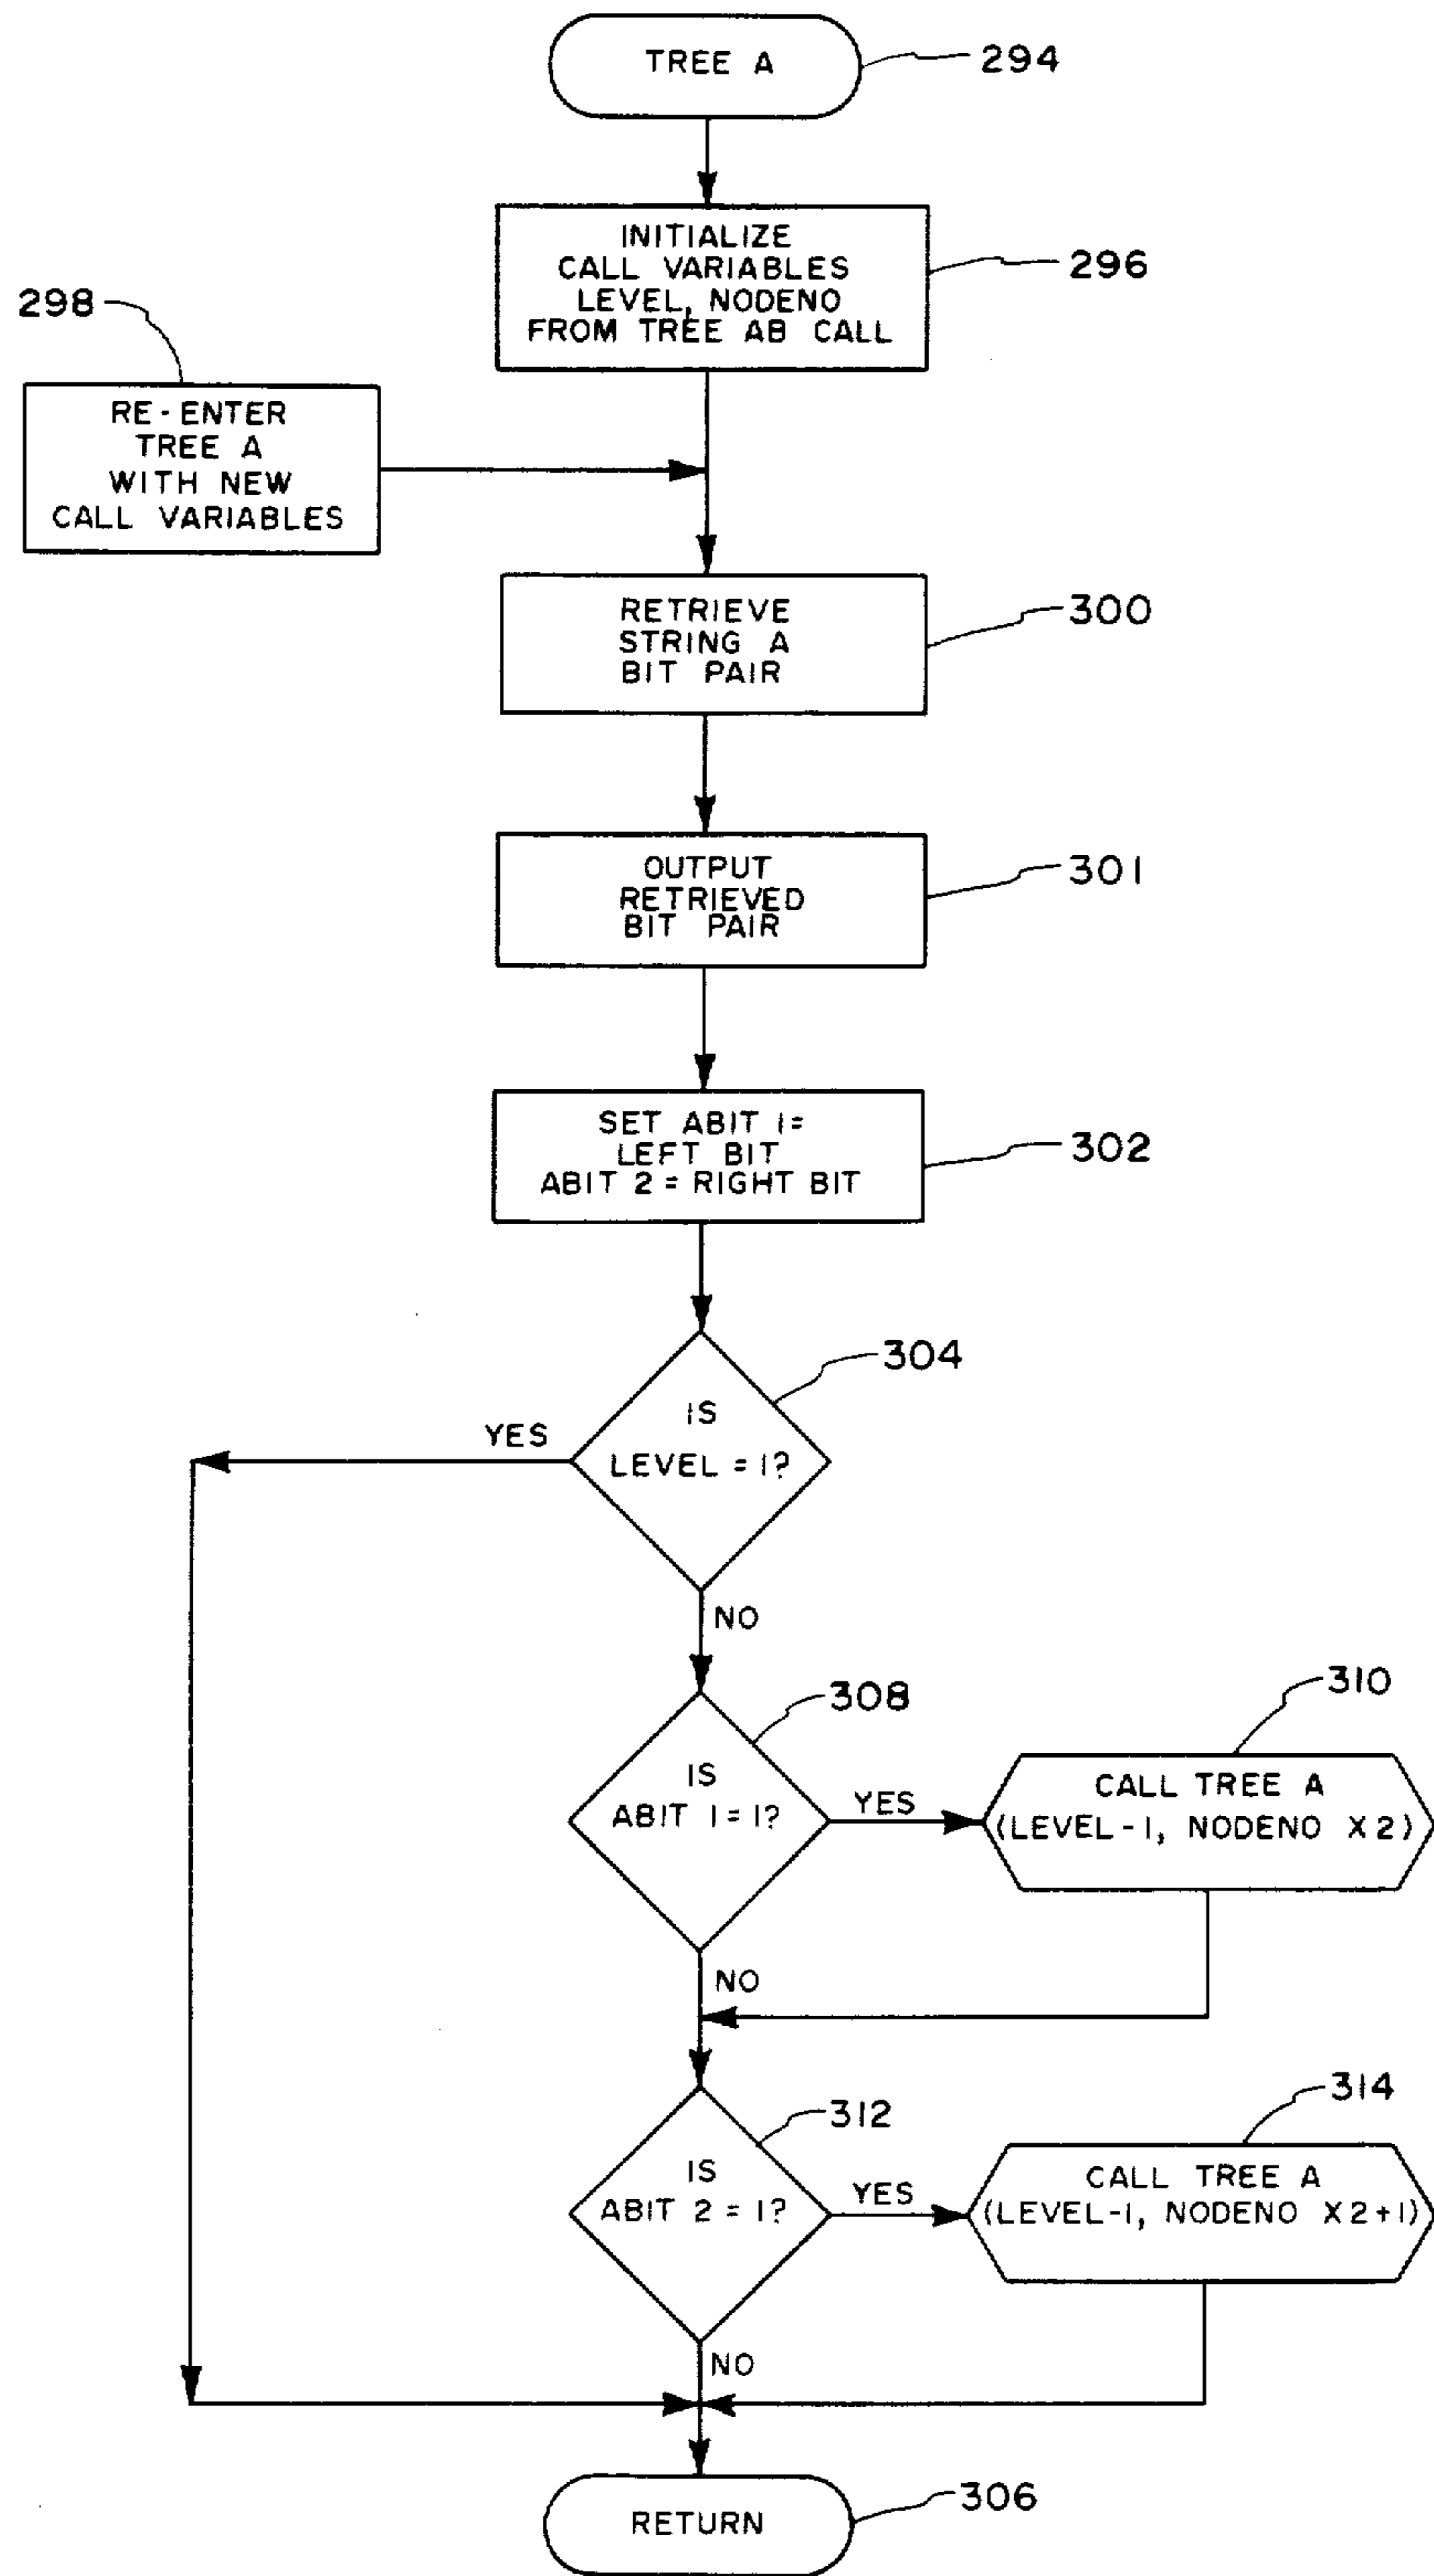 TREE A
294
INITIALIZE
CALL VARIABLES
LEVEL, NODENO
FROM TREE AB CALL
296
298
RE-ENTER
TREE A
WITH NEW
CALL VARIABLES
RETRIEVE
STRING A
BIT PAIR
300
OUTPUT
RETRIEVED
BIT PAIR
301
SET ABIT 1=
LEFT BIT
ABIT 2 = RIGHT BIT
302
304
IS
LEVEL = 1?
YES
NO
308
IS
ABIT 1 = 1?
YES
310
CALL TREE A
(LEVEL-1, NODENO X2)
NO
312
IS
ABIT 2 = 1?
YES
314
CALL TREE A
(LEVEL-1, NODENO X2+1)
NO
RETURN
306